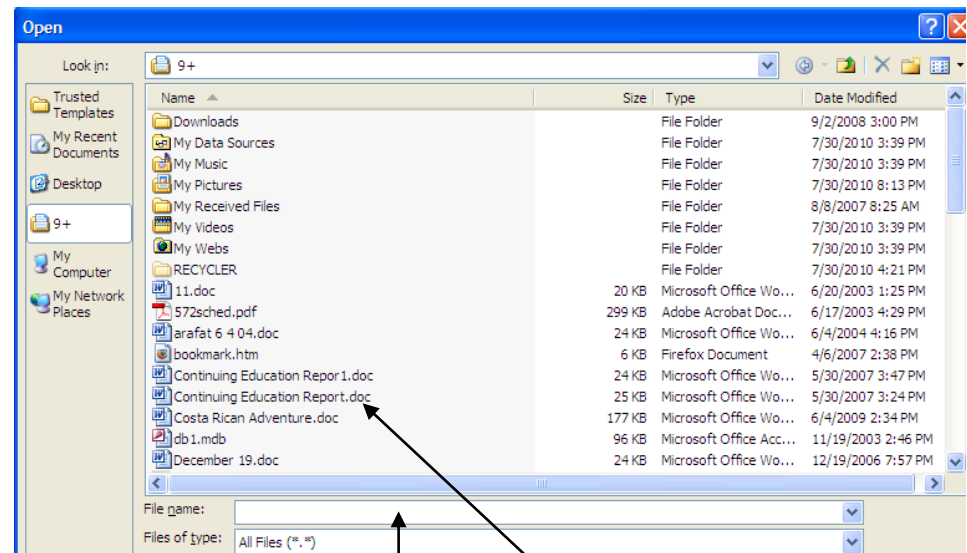 Open
Look in: 9+
Name Size Type Date Modified
Trusted Templates
My Recent Documents
Desktop
9+
My Computer
My Network Places
Downloads File Folder 9/2/2008 3:00 PM
My Data Sources File Folder 7/30/2010 3:39 PM
My Music File Folder 7/30/2010 3:39 PM
My Pictures File Folder 7/30/2010 8:13 PM
My Received Files File Folder 8/8/2007 8:25 AM
My Videos File Folder 7/30/2010 3:39 PM
My Webs File Folder 7/30/2010 3:39 PM
RECYCLER File Folder 7/30/2010 4:21 PM
11.doc 20 KB Microsoft Office Wo... 6/20/2003 1:25 PM
572sched.pdf 299 KB Adobe Acrobat Doc... 6/17/2003 4:29 PM
arafat 6 4 04.doc 24 KB Microsoft Office Wo... 6/4/2004 4:16 PM
bookmark.htm 6 KB Firefox Document 4/6/2007 2:38 PM
Continuing Education Repor1.doc 24 KB Microsoft Office Wo... 5/30/2007 3:47 PM
Continuing Education Report.doc 25 KB Microsoft Office Wo... 5/30/2007 3:24 PM
Costa Rican Adventure.doc 177 KB Microsoft Office Wo... 6/4/2009 2:34 PM
db1.mdb 96 KB Microsoft Office Acc... 11/19/2003 2:46 PM
December 19.doc 24 KB Microsoft Office Wo... 12/19/2006 7:57 PM
File name:
Files of type: All Files (*.*)